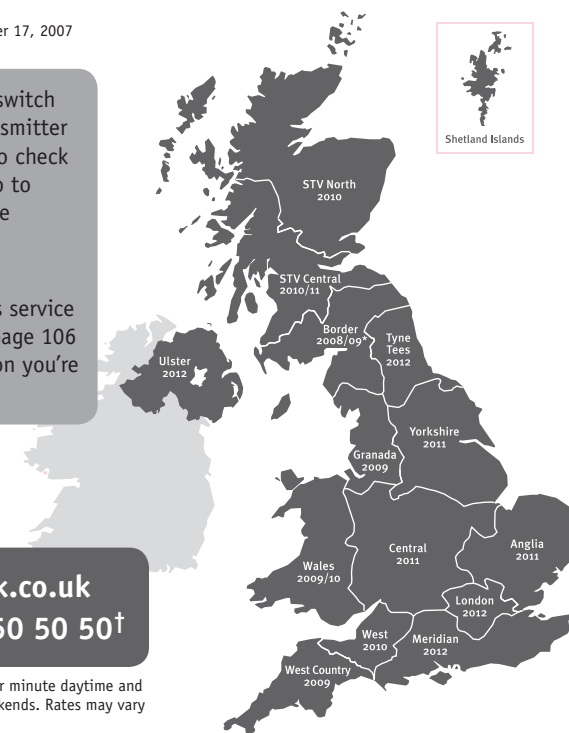 er 17, 2007
switch
smitter
o check
o to
e
s service
age 106
on you're
k.co.uk
50 50 50†
r minute daytime and
kends. Rates may vary
Shetland Islands
STV North
2010
STV Central
2010/11
Border
2008/09*
Tyne
Tees
2012
Ulster
2012
Yorkshire
2011
Granada
2009
Central
2011
Anglia
2011
Wales
2009/10
London
2012
West
2010
Meridian
2012
West Country
2009